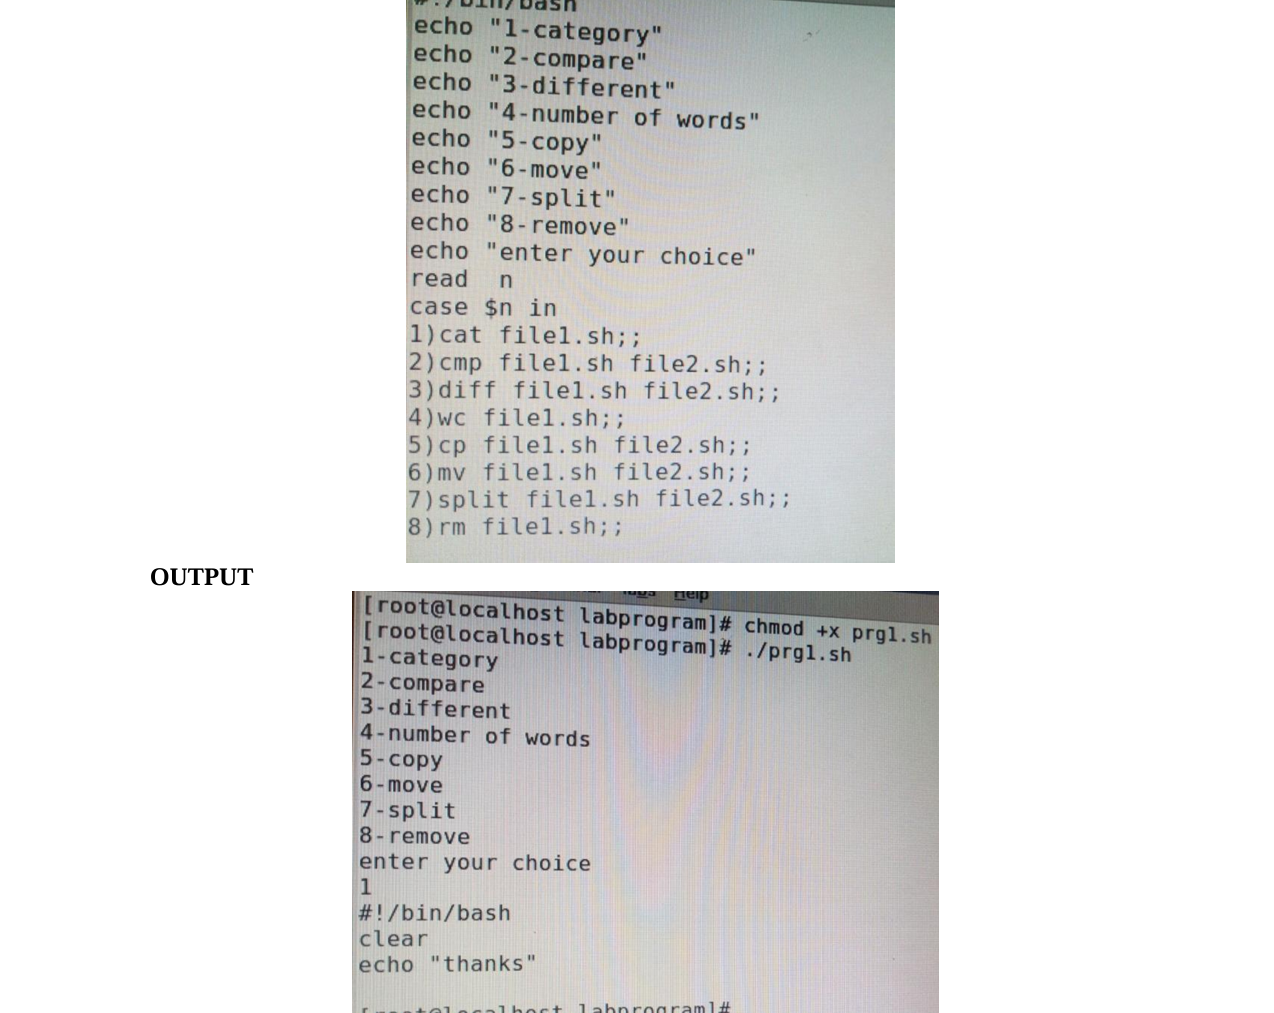 #!/bin/bash
echo "1-category"
echo "2-compare"
echo "3-different"
echo "4-number of words"
echo "5-copy"
echo "6-move"
echo "7-split"
echo "8-remove"
echo "enter your choice"
read  n
case $n in
1)cat file1.sh;;
2)cmp file1.sh file2.sh;;
3)diff file1.sh file2.sh;;
4)wc file1.sh;;
5)cp file1.sh file2.sh;;
6)mv file1.sh file2.sh;;
7)split file1.sh file2.sh;;
8)rm file1.sh;;
OUTPUT
Tabs Help
[root@localhost labprogram]# chmod +x prg1.sh
[root@localhost labprogram]# ./prg1.sh
1-category
2-compare
3-different
4-number of words
5-copy
6-move
7-split
8-remove
enter your choice
1
#!/bin/bash
clear
echo "thanks"
[root@localhost labprogram]#